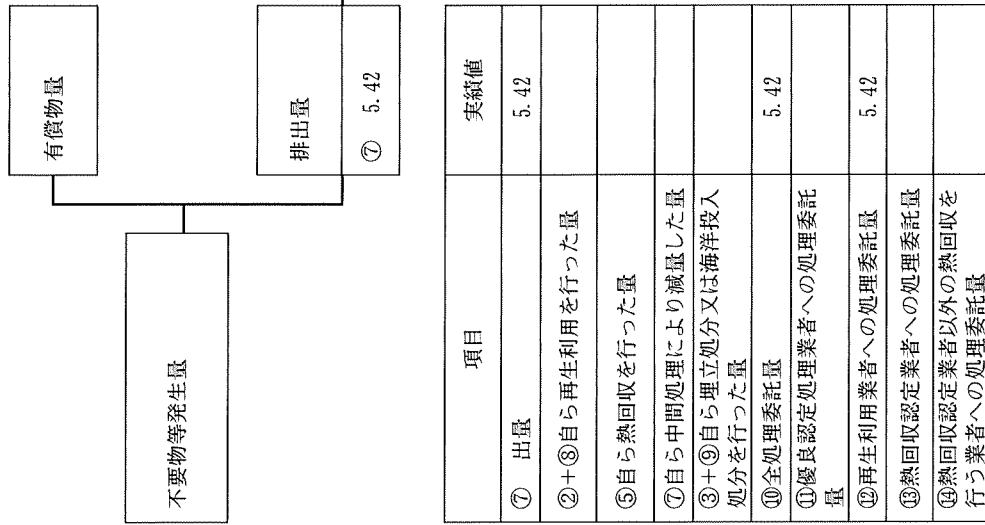 有償物量
不要物等発生量
排出量
⑦ 5.42
項目 実績値
⑦ 出量 5.42
②+⑧自ら再生利用を行った量
⑤自ら熱回収を行った量
⑦自ら中間処理により減量した量
③+⑨自ら埋立処分又は海洋投入
処分を行った量
⑩全処理委託量 5.42
⑪優良認定処理業者への処理委託
量
⑫再生利用業者への処理委託量 5.42
⑬熱回収認定業者への処理委託量
⑭熱回収認定業者以外の熱回収を
行う業者への処理委託量